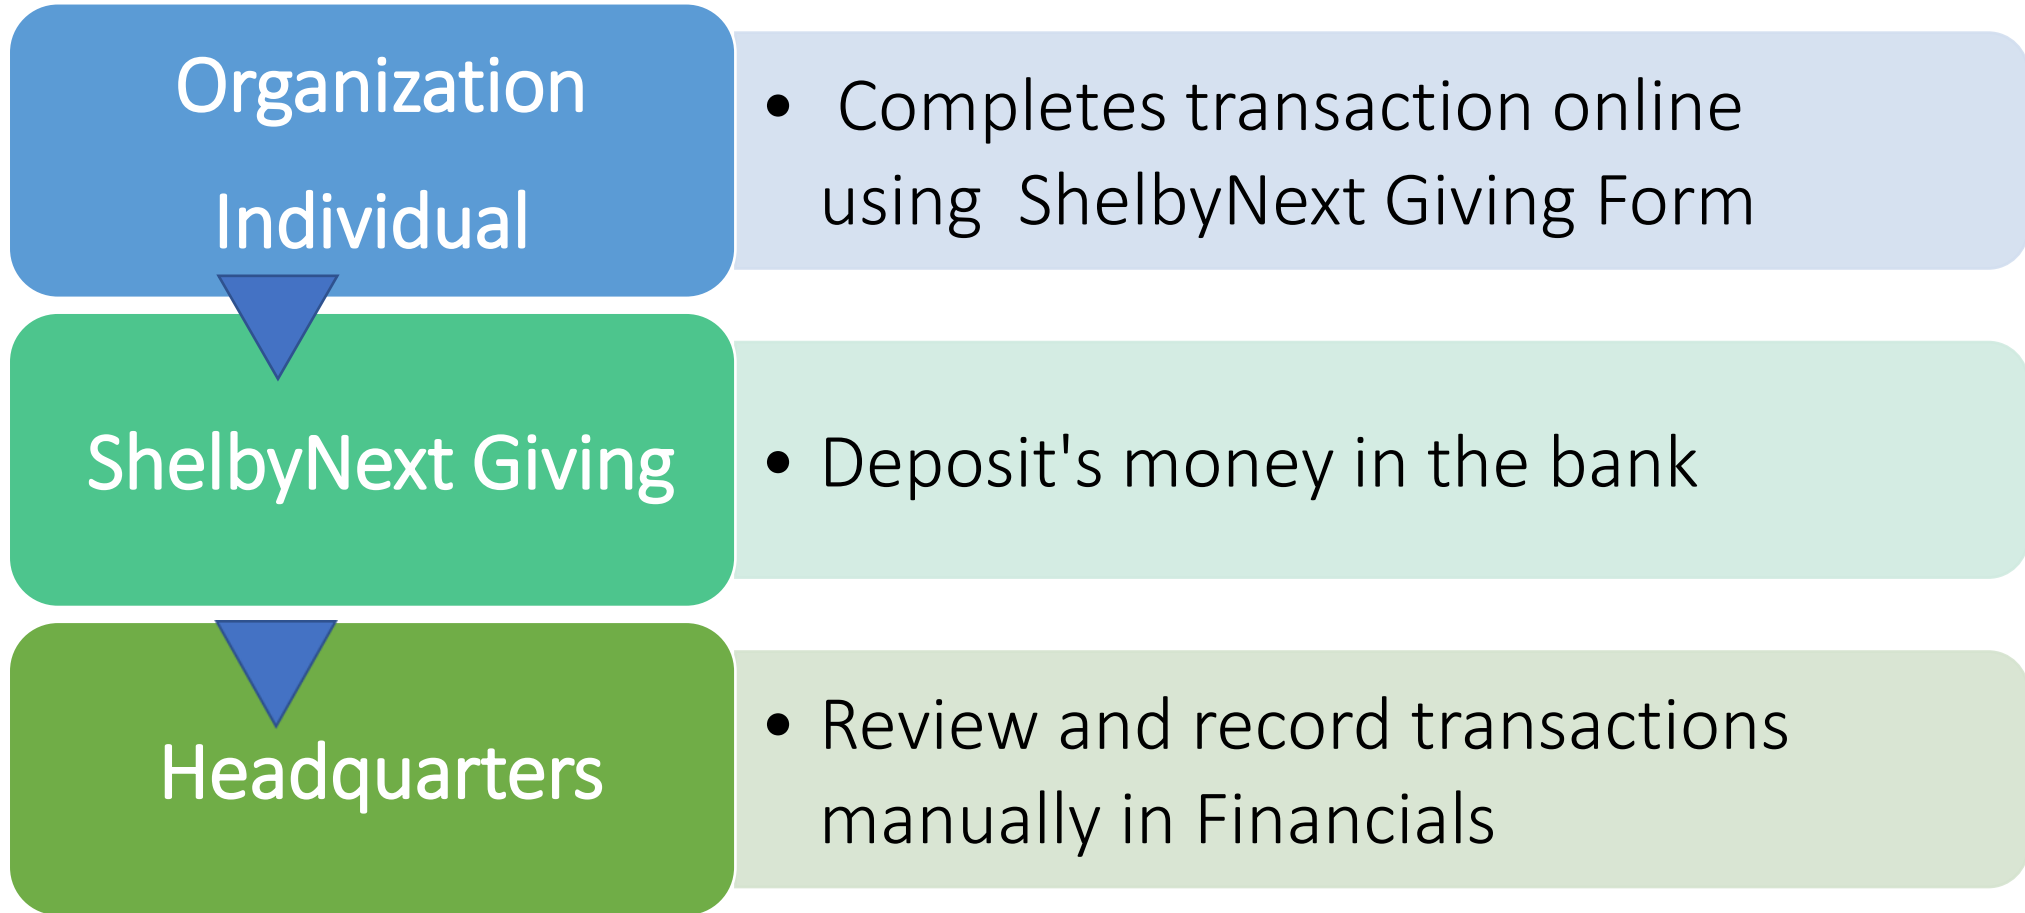 Organization
Individual
• Completes transaction online
using ShelbyNext Giving Form
ShelbyNext Giving
• Deposit's money in the bank
Headquarters
• Review and record transactions
manually in Financials